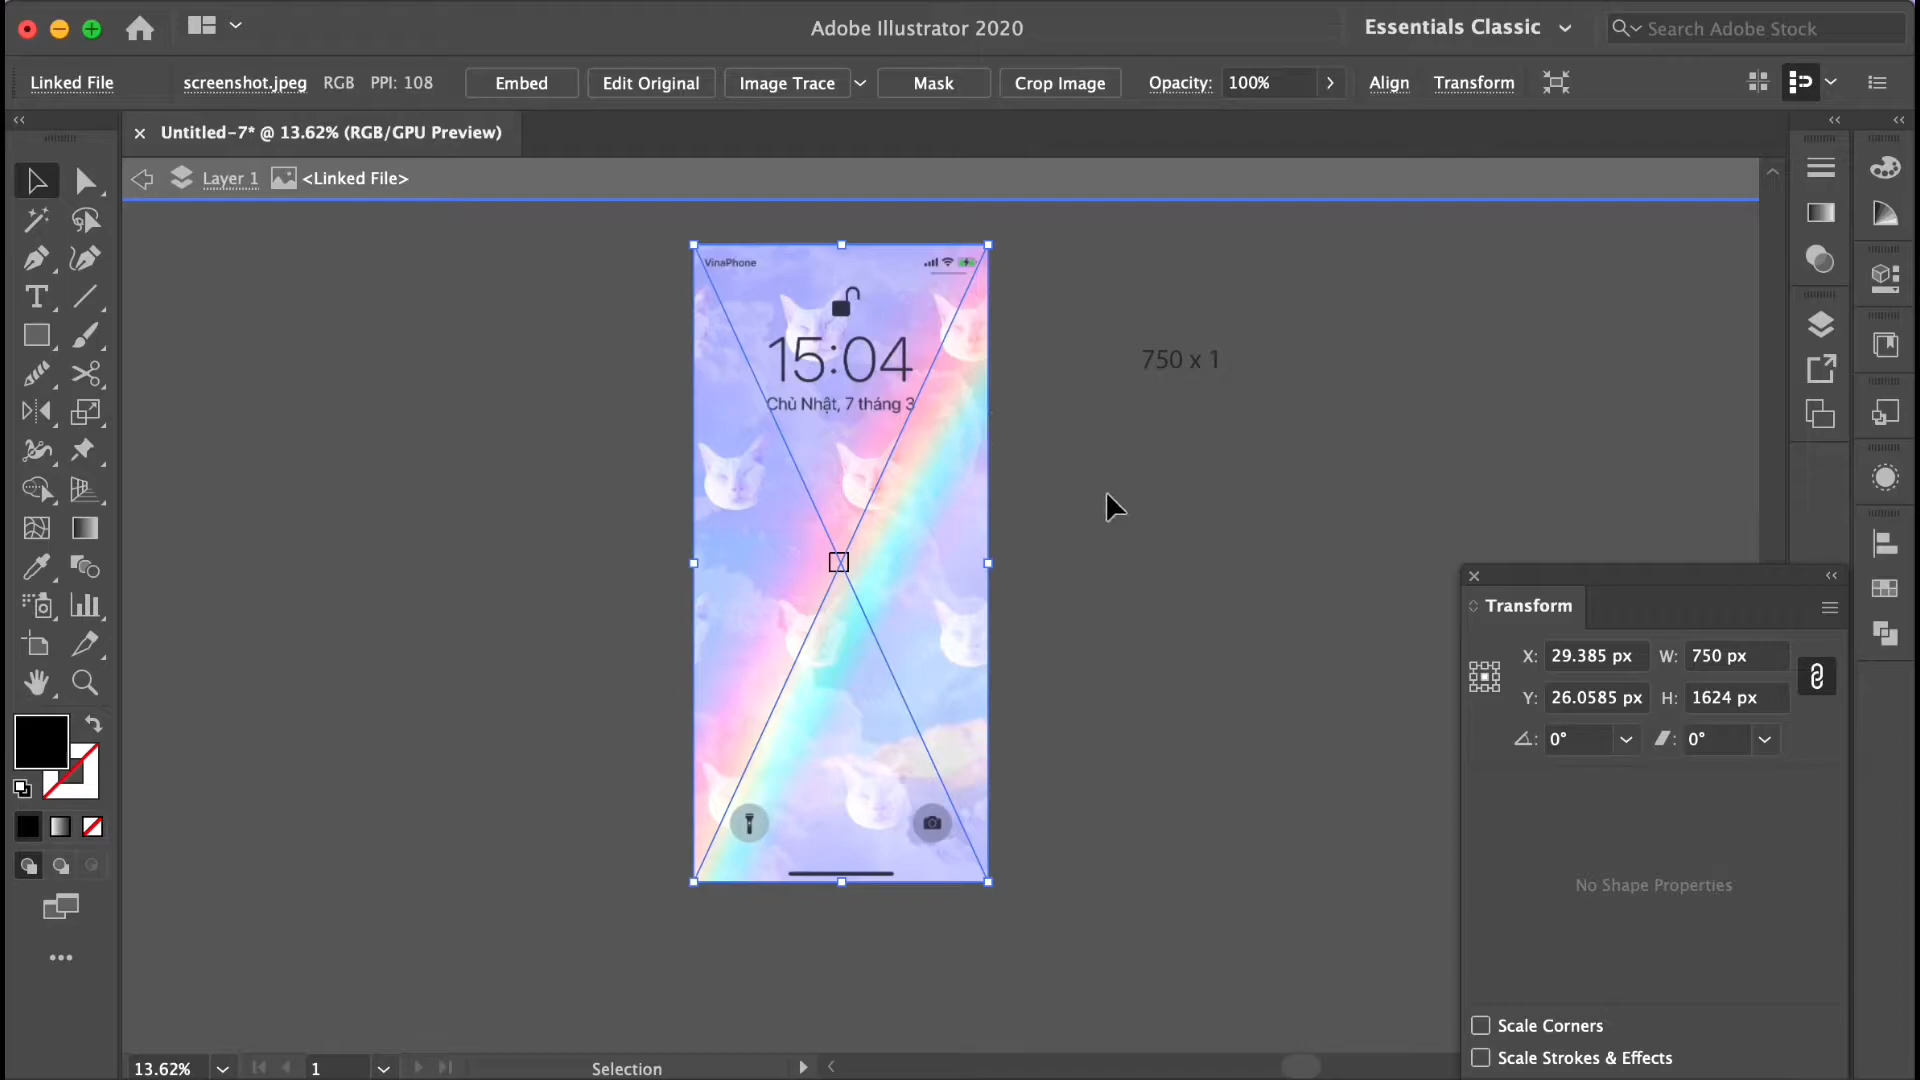 Adobe Illustrator 2020
Essentials Classic
Search Adobe Stock
Linked File
screenshot.jpeg
RGB
PPI: 108
Embed
Edit Original
Image Trace
Mask
Crop Image
Opacity:
100%
Align
Transform
Untitled-7* @ 13.62% (RGB/GPU Preview)
Layer 1
<Linked File>
VinaPhone
15:04
Chủ Nhật, 7 tháng 3
750 x 1
Transform
X: 29.385 px W: 750 px
Y: 26.0585 px H: 1624 px
0° 0°
No Shape Properties
Scale Corners
Scale Strokes & Effects
13.62%
1
Selection